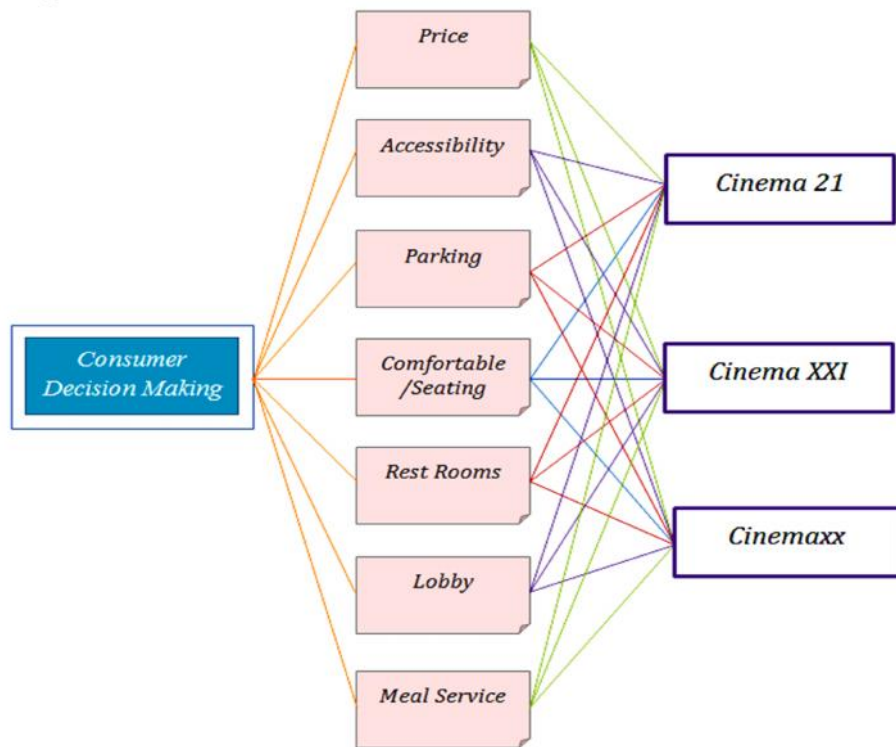 Consumer
Decision Making
Price
Accessibility
Parking
Comfortable
/Seating
Rest Rooms
Lobby
Meal Service
Cinema 21
Cinema XXI
Cinemaxx